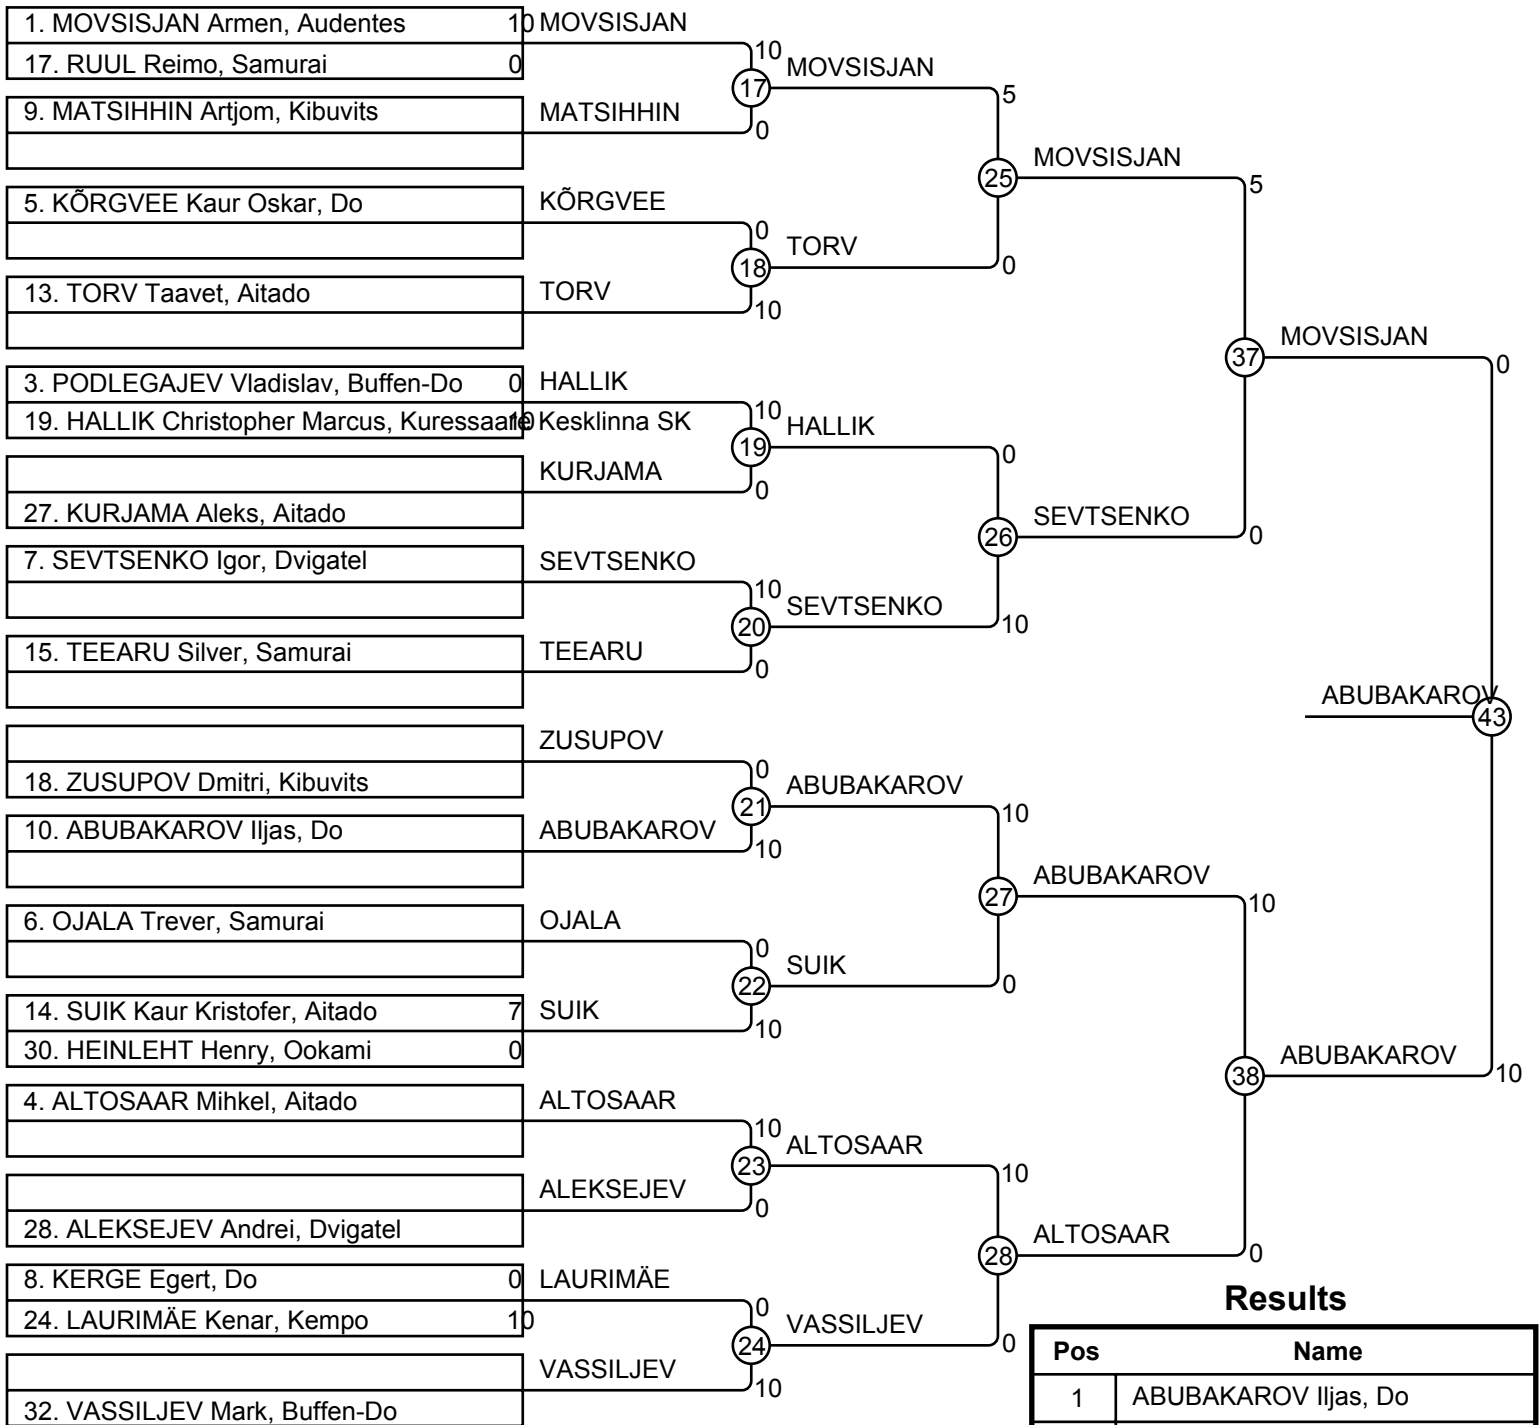 1. MOVSISJAN Armen, Audentes 10 MOVSISJAN
10
17. RUUL Reimo, Samurai 0
MOVSISJAN
17
5
9. MATSIHHIN Artjom, Kibuvits MATSIHHIN
0
MOVSISJAN
25
5
5. KÕRGVEE Kaur Oskar, Do KÕRGVEE
0
TORV
18
0
13. TORV Taavet, Aitado TORV
10
MOVSISJAN
37
0
3. PODLEGAJEV Vladislav, Buffen-Do 0 HALLIK
10
19. HALLIK Christopher Marcus, Kuressaare Kesklinna SK 10
HALLIK
19
0
KURJAMA
0
27. KURJAMA Aleks, Aitado
SEVTSENKO
26
0
7. SEVTSENKO Igor, Dvigatel SEVTSENKO
10
SEVTSENKO
20
10
15. TEEARU Silver, Samurai TEEARU
0
ABUBAKAROV
43
ZUSUPOV
0
18. ZUSUPOV Dmitri, Kibuvits
ABUBAKAROV
21
10
10. ABUBAKAROV Iljas, Do ABUBAKAROV
10
ABUBAKAROV
27
10
6. OJALA Trever, Samurai OJALA
0
SUIK
22
0
14. SUIK Kaur Kristofer, Aitado 7 SUIK
10
30. HEINLEHT Henry, Ookami 0
ABUBAKAROV
38
10
4. ALTOSAAR Mihkel, Aitado ALTOSAAR
10
ALTOSAAR
23
10
ALEKSEJEV
0
28. ALEKSEJEV Andrei, Dvigatel
ALTOSAAR
28
0
8. KERGE Egert, Do 0 LAURIMÄE
0
24. LAURIMÄE Kenar, Kempo 10
VASSILJEV
24
0
VASSILJEV
10
32. VASSILJEV Mark, Buffen-Do
Results
Pos Name
1 ABUBAKAROV Iljas, Do